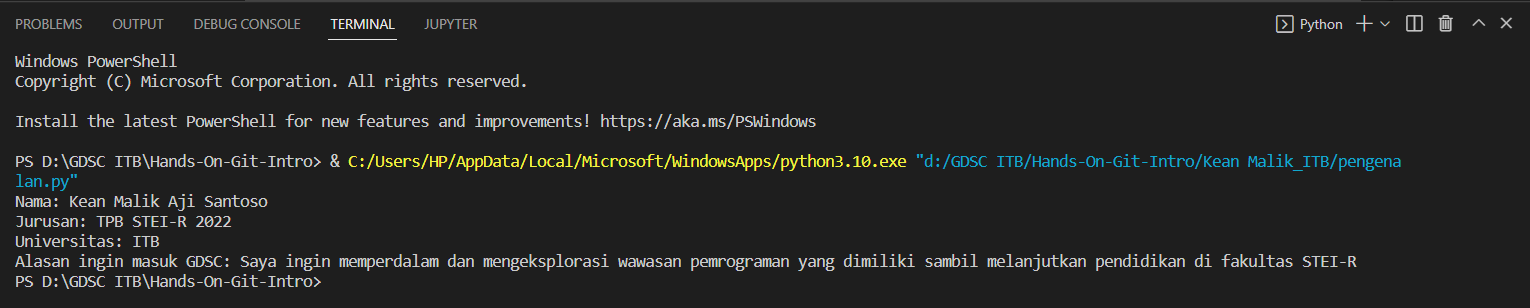 PROBLEMS OUTPUT DEBUG CONSOLE TERMINAL JUPYTER Python
Windows PowerShell
Copyright (C) Microsoft Corporation. All rights reserved.
Install the latest PowerShell for new features and improvements! https://aka.ms/PSWindows
PS D:\GDSC ITB\Hands-On-Git-Intro> & C:/Users/HP/AppData/Local/Microsoft/WindowsApps/python3.10.exe "d:/GDSC ITB/Hands-On-Git-Intro/Kean Malik_ITB/pengena
lan.py"
Nama: Kean Malik Aji Santoso
Jurusan: TPB STEI-R 2022
Universitas: ITB
Alasan ingin masuk GDSC: Saya ingin memperdalam dan mengeksplorasi wawasan pemrograman yang dimiliki sambil melanjutkan pendidikan di fakultas STEI-R
PS D:\GDSC ITB\Hands-On-Git-Intro>